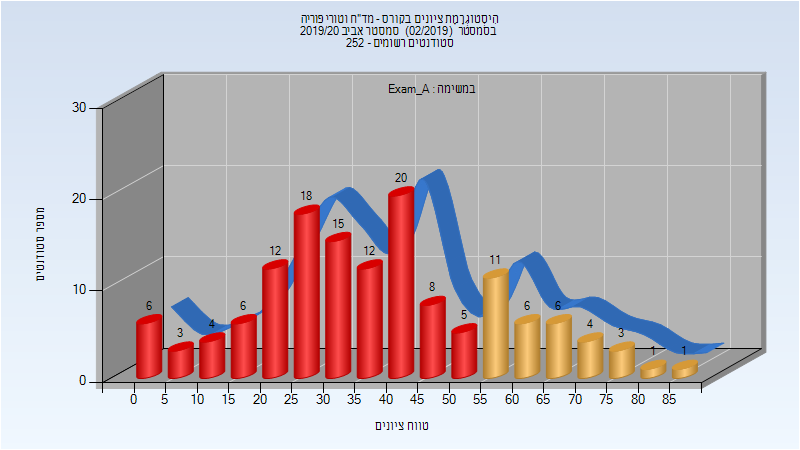 היסטוגרמת ציונים בקורס - מד"ח וטורי פוריה
בסמסטר (02/2019) סמסטר אביב 2019/20
סטודנטים רשומים - 252
במשימה : Exam_A
30
20
10
0
מספר סטודנטים
6 3 4 6 12 18 15 12 20 8 5 11 6 6 4 3 1 1
0 5 10 15 20 25 30 35 40 45 50 55 60 65 70 75 80 85
טווח ציונים